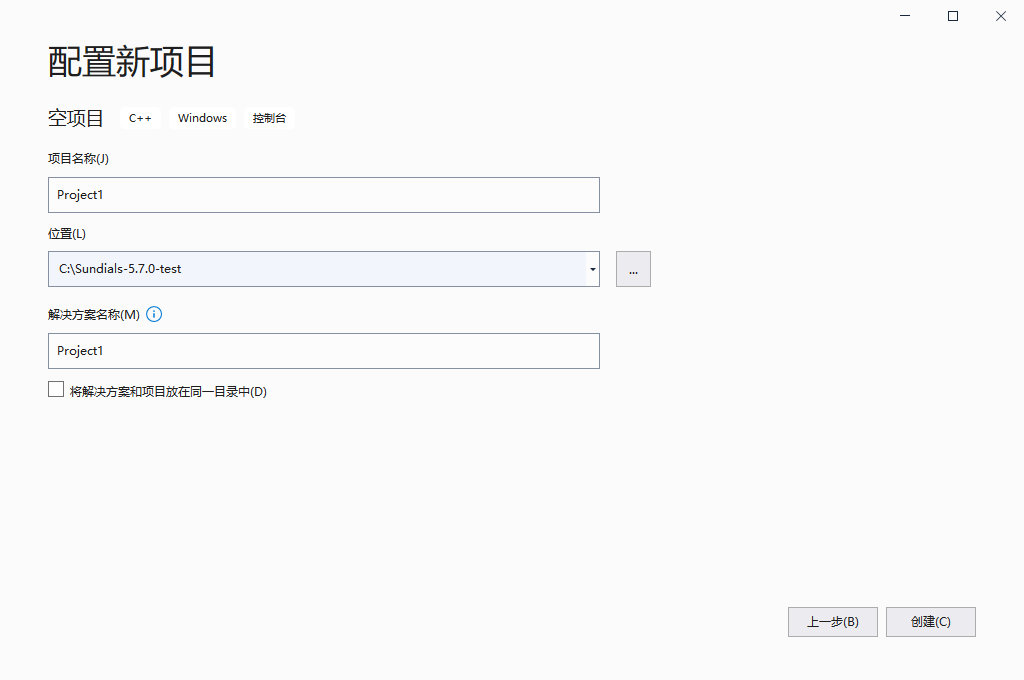 配置新项目
空项目 C++ Windows 控制台
项目名称(J)
Project1
位置(L)
C:\Sundials-5.7.0-test
...
解决方案名称(M)
Project1
将解决方案和项目放在同一目录中(D)
上一步(B) 创建(C)